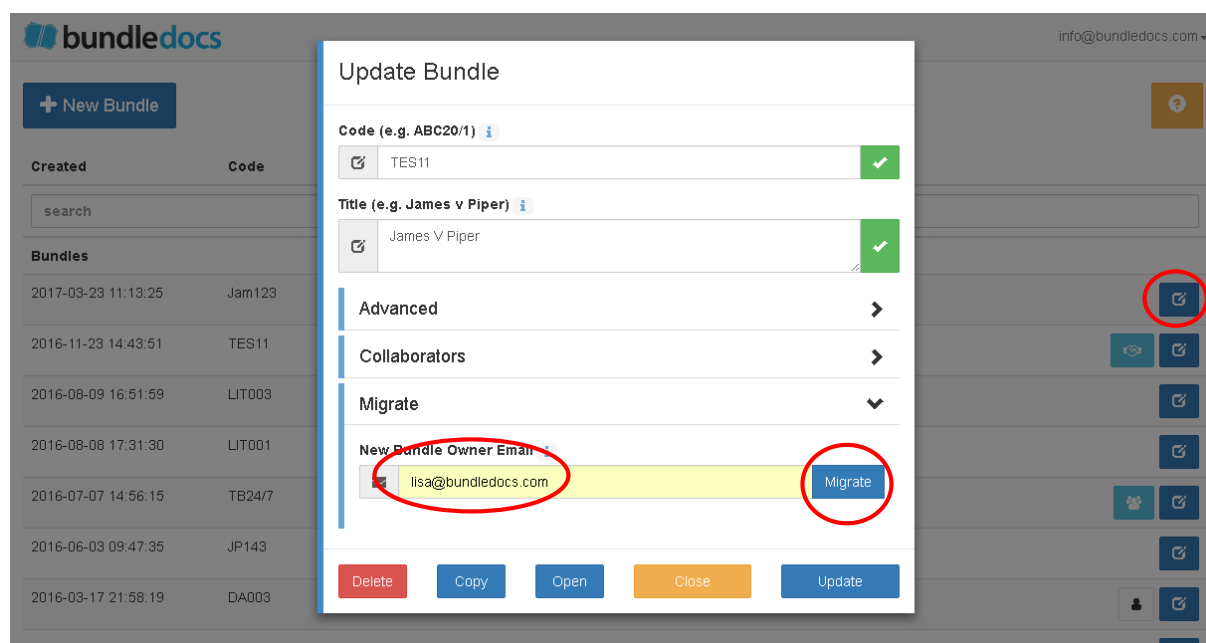 bundledocs
info@bundledocs.com
New Bundle
Created Code
search
Bundles
2017-03-23 11:13:25 Jam123
2016-11-23 14:43:51 TES11
2016-08-09 16:51:59 LIT003
2016-08-08 17:31:30 LIT001
2016-07-07 14:56:15 TB24/7
2016-06-03 09:47:35 JP143
2016-03-17 21:58:19 DA003
Update Bundle
Code (e.g. ABC20/1) i
TES11
Title (e.g. James v Piper) i
James V Piper
Advanced
Collaborators
Migrate
New Bundle Owner Email i
lisa@bundledocs.com Migrate
Delete Copy Open Close Update